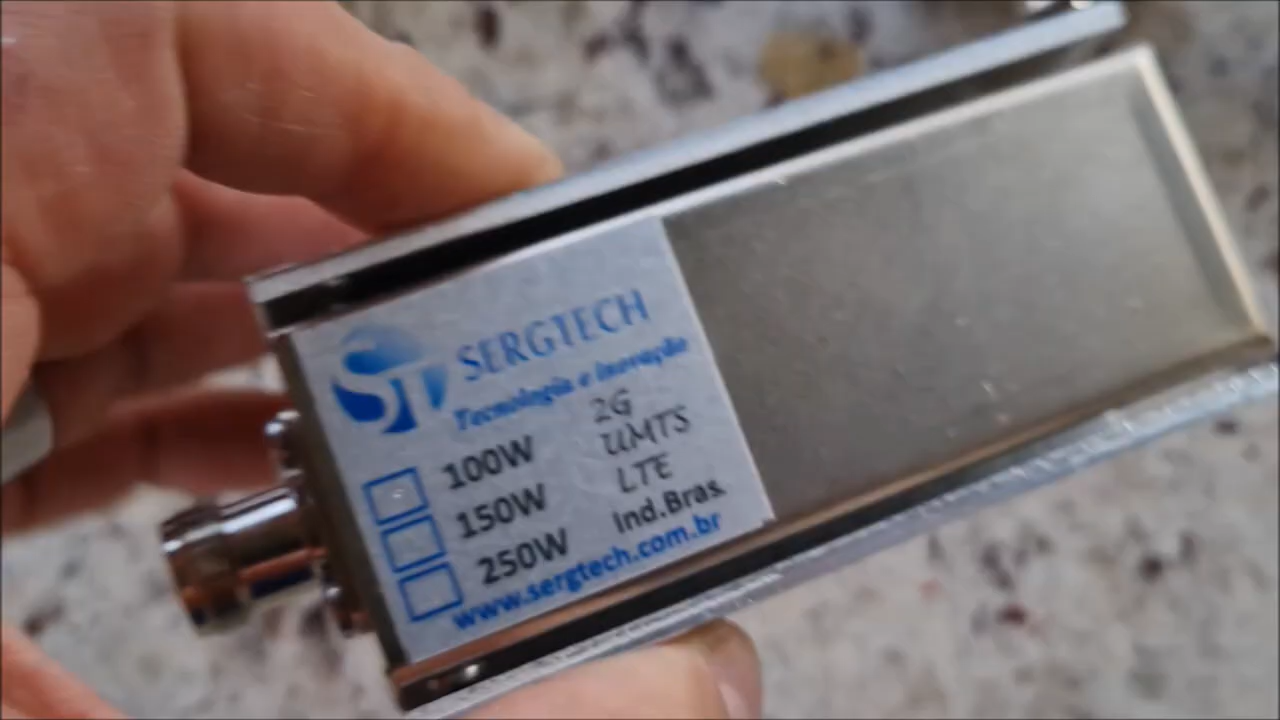 ST SERGTECH
Tecnologia e Inovação
2G
100W UMTS
150W LTE
250W Ind.Bras.
www.sergtech.com.br